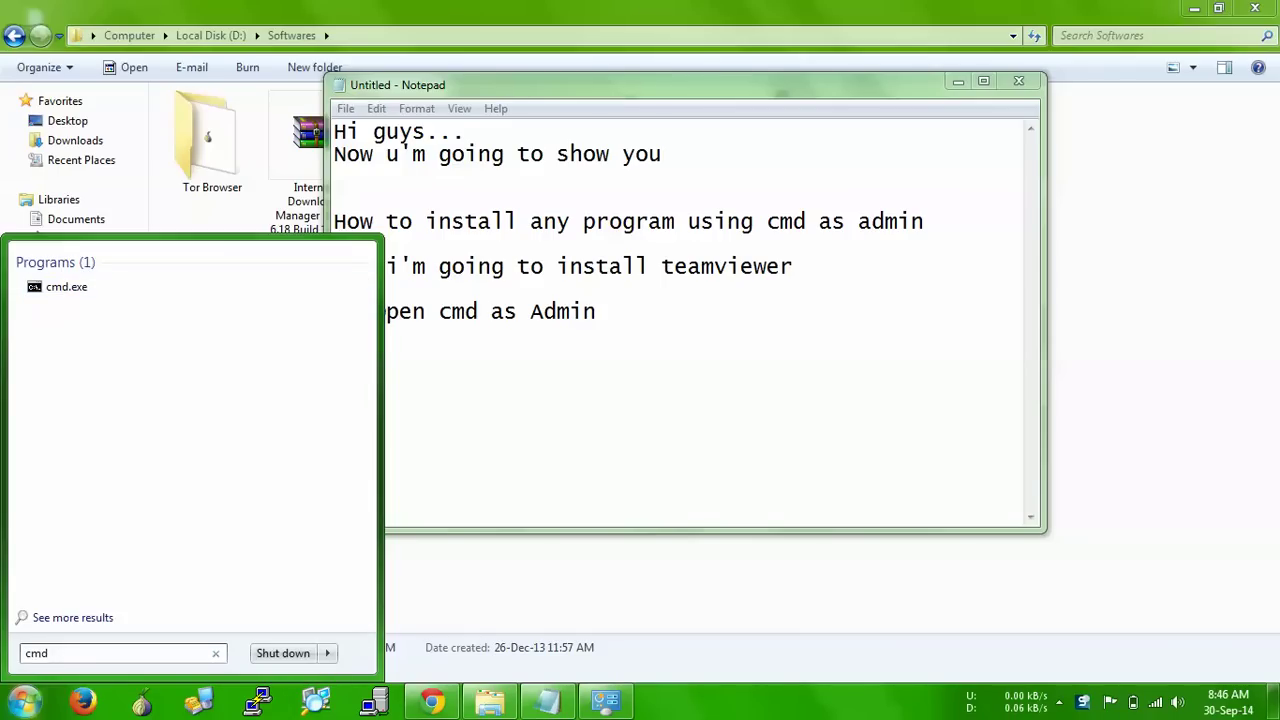 Computer
Local Disk (D:)
Softwares
Search Softwares
Organize
Open
E-mail
Burn
New folder
Favorites
Desktop
Downloads
Recent Places
Libraries
Documents
Tor Browser
Intern
Downlo
Manager
6.18 Build
Untitled - Notepad
File Edit Format View Help
Hi guys...
Now u'm going to show you
How to install any program using cmd as admin
i'm going to install teamviewer
pen cmd as Admin
Programs (1)
cmd.exe
See more results
cmd
Shut down
M
Date created: 26-Dec-13 11:57 AM
U: 0.00 kB/s
D: 0.06 kB/s
8:46 AM
30-Sep-14